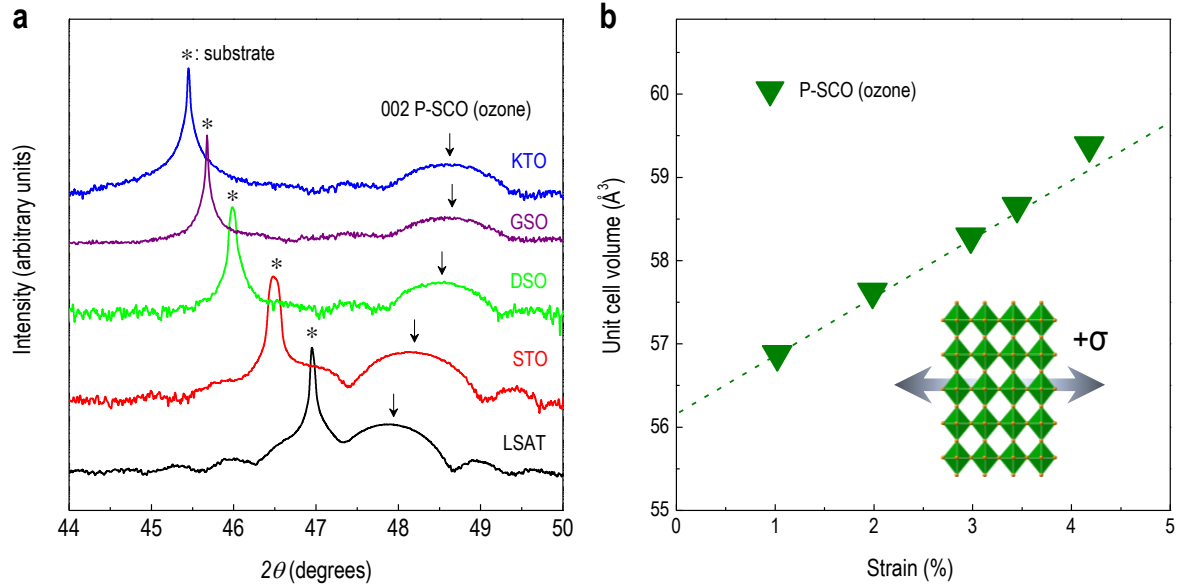 a
*: substrate
*
*
*
*
002 P-SCO (ozone)
KTO
GSO
DSO
STO
LSAT
Intensity (arbitrary units)
44 45 46 47 48 49 50
2θ (degrees)
b
P-SCO (ozone)
+σ
Unit cell volume (Å³)
60
59
58
57
56
55
0 1 2 3 4 5
Strain (%)